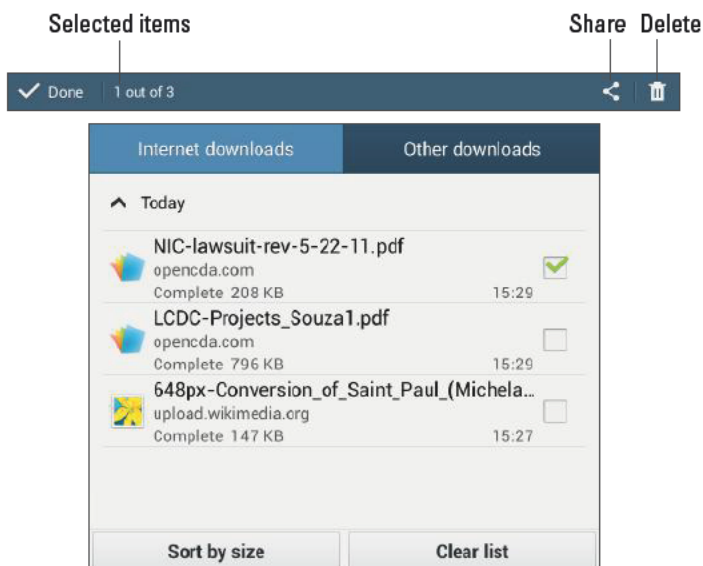 Selected items Share Delete
Done 1 out of 3
Internet downloads Other downloads
Today
NIC-lawsuit-rev-5-22-11.pdf
opencda.com
Complete 208 KB 15:29
LCDC-Projects_Souza1.pdf
opencda.com
Complete 796 KB 15:29
648px-Conversion_of_Saint_Paul_(Michela...
upload.wikimedia.org
Complete 147 KB 15:27
Sort by size Clear list